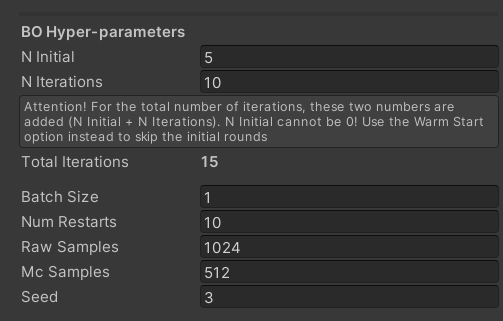 BO Hyper-parameters
N Initial 5
N Iterations 10
Attention! For the total number of iterations, these two numbers are
added (N Initial + N Iterations). N Initial cannot be 0! Use the Warm Start
option instead to skip the initial rounds
Total Iterations 15
Batch Size 1
Num Restarts 10
Raw Samples 1024
Mc Samples 512
Seed 3